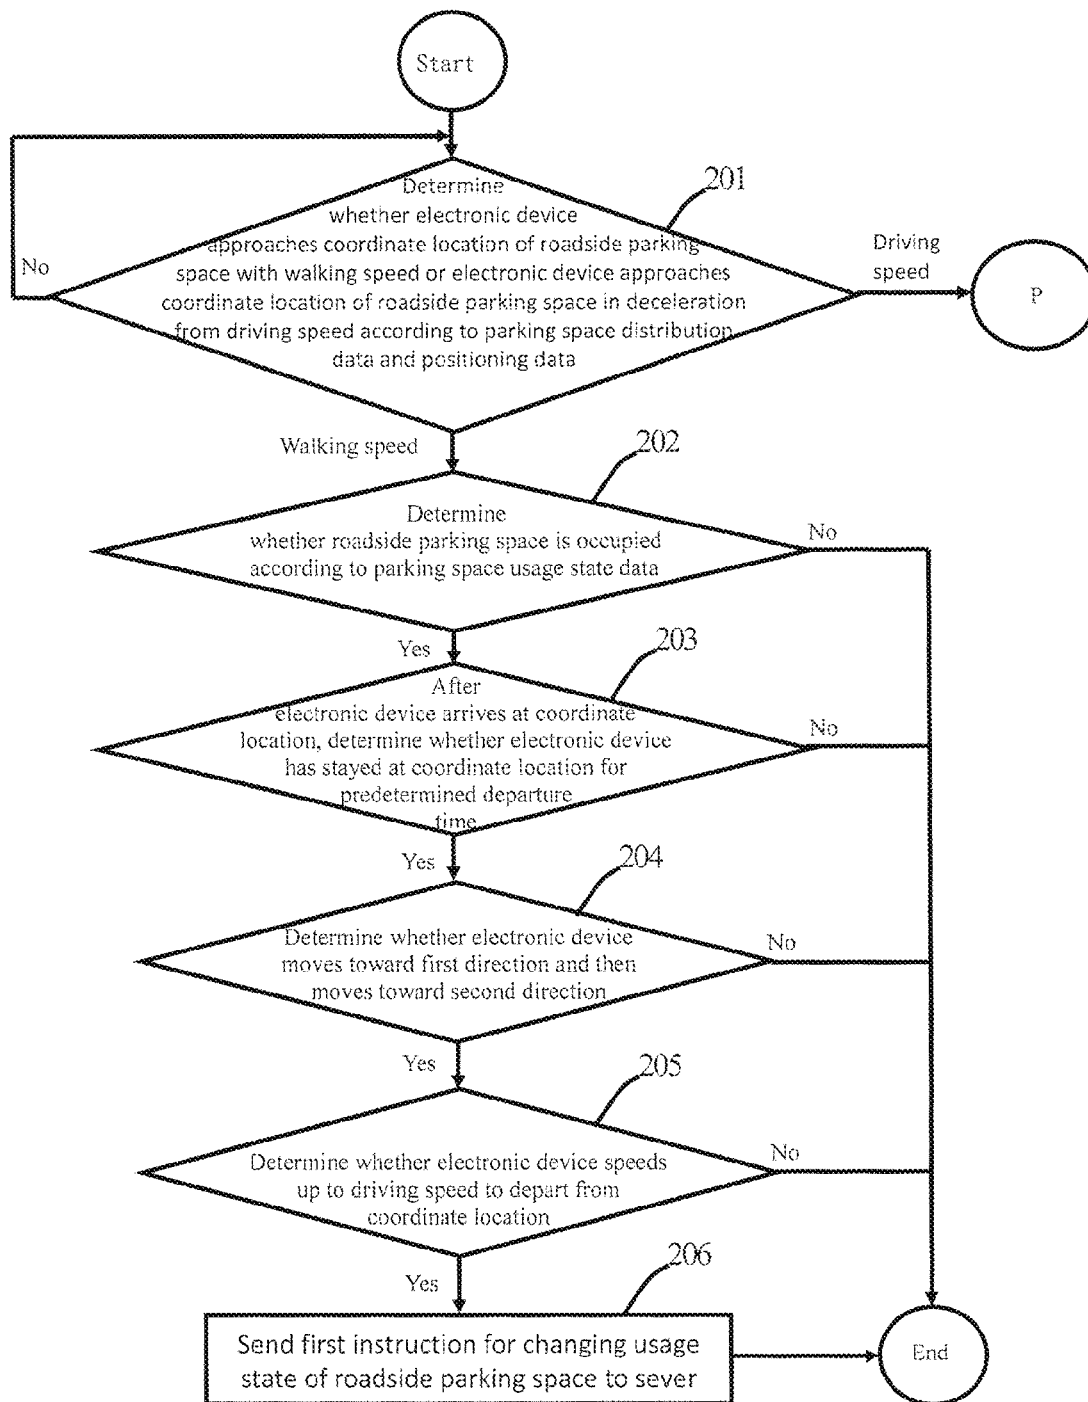 Start
201
Determine
whether electronic device
approaches coordinate location of roadside parking
space with walking speed or electronic device approaches
coordinate location of roadside parking space in deceleration
from driving speed according to parking space distribution
data and positioning data
No
Driving
speed
P
Walking speed
202
Determine
whether roadside parking space is occupied
according to parking space usage state data
No
Yes
203
After
electronic device arrives at coordinate
location, determine whether electronic device
has stayed at coordinate location for
predetermined departure
time
No
Yes
204
Determine whether electronic device
moves toward first direction and then
moves toward second direction
No
Yes
205
Determine whether electronic device speeds
up to driving speed to depart from
coordinate location
No
Yes
206
Send first instruction for changing usage
state of roadside parking space to sever
End